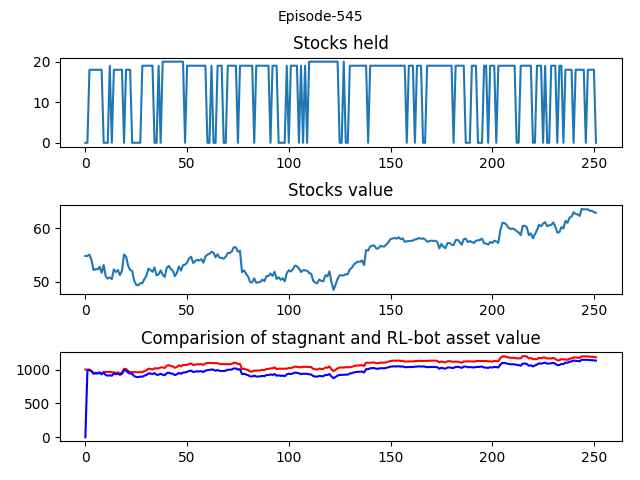 Episode-545
Stocks held
20
10
0
0 50 100 150 200 250
Stocks value
60
50
0 50 100 150 200 250
Comparision of stagnant and RL-bot asset value
1000
500
0
0 50 100 150 200 250